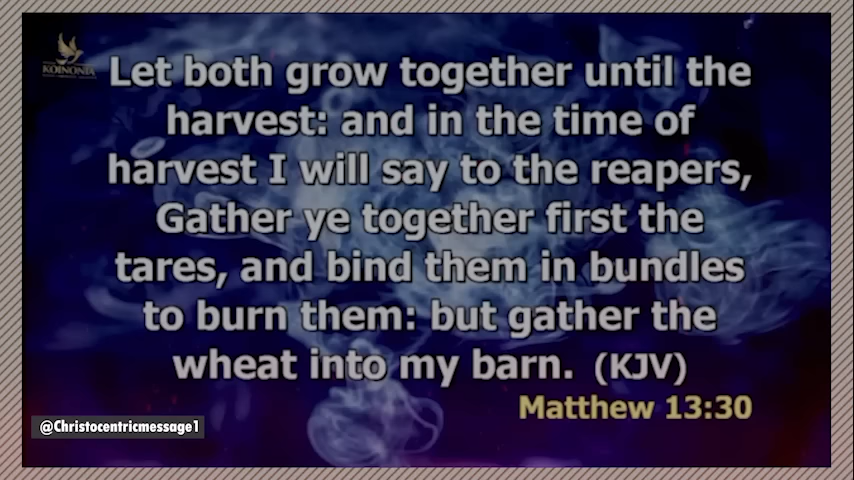 KOINONIA
Let both grow together until the
harvest: and in the time of
harvest I will say to the reapers,
Gather ye together first the
tares, and bind them in bundles
to burn them: but gather the
wheat into my barn. (KJV)
Matthew 13:30
@Christocentricmessage1